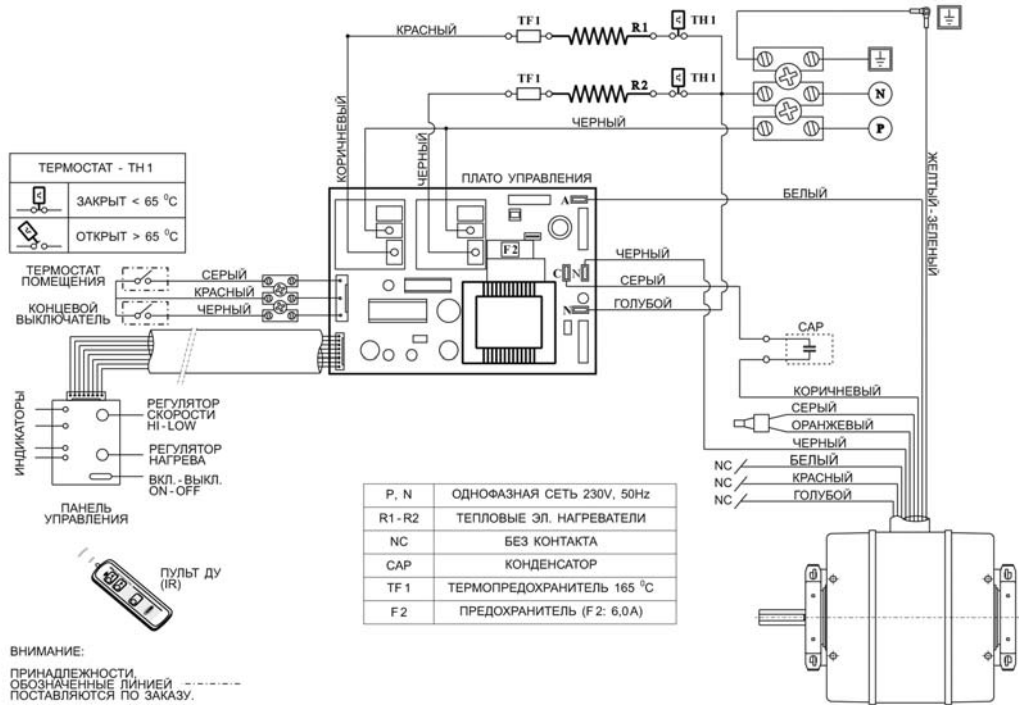 КРАСНЫЙ
TF1
R1
TH1
TF1
R2
TH1
ЧЕРНЫЙ
N
P
КОРИЧНЕВЫЙ
ЧЕРНЫЙ
ПЛАТО УПРАВЛЕНИЯ
БЕЛЫЙ
ЖЕЛТЫЙ-ЗЕЛЕНЫЙ
ТЕРМОСТАТ - TH1
ЗАКРЫТ < 65 °C
ОТКРЫТ > 65 °C
A
F2
C
N
N
ЧЕРНЫЙ
СЕРЫЙ
ГОЛУБОЙ
ТЕРМОСТАТ
ПОМЕЩЕНИЯ
КОНЦЕВОЙ
ВЫКЛЮЧАТЕЛЬ
СЕРЫЙ
КРАСНЫЙ
ЧЕРНЫЙ
CAP
ИНДИКАТОРЫ
РЕГУЛЯТОР
СКОРОСТИ
HI-LOW
РЕГУЛЯТОР
НАГРЕВА
ВКЛ. - ВЫКЛ.
ON-OFF
ПАНЕЛЬ
УПРАВЛЕНИЯ
КОРИЧНЕВЫЙ
СЕРЫЙ
ОРАНЖЕВЫЙ
ЧЕРНЫЙ
NC БЕЛЫЙ
NC КРАСНЫЙ
NC ГОЛУБОЙ
P, N ОДНОФАЗНАЯ СЕТЬ 230V, 50Hz
R1-R2 ТЕПЛОВЫЕ ЭЛ. НАГРЕВАТЕЛИ
NC БЕЗ КОНТАКТА
CAP КОНДЕНСАТОР
TF1 ТЕРМОПРЕДОХРАНИТЕЛЬ 165 °C
F2 ПРЕДОХРАНИТЕЛЬ (F2: 6,0A)
ПУЛЬТ ДУ
(IR)
ВНИМАНИЕ:
ПРИНАДЛЕЖНОСТИ,
ОБОЗНАЧЕННЫЕ ЛИНИЕЙ
ПОСТАВЛЯЮТСЯ ПО ЗАКАЗУ.